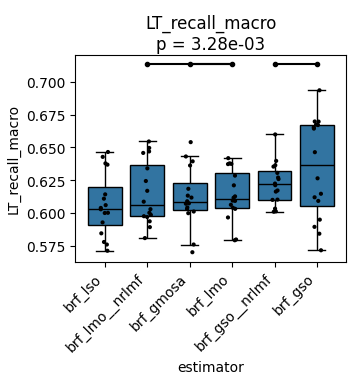 LT_recall_macro
p = 3.28e-03
LT_recall_macro
0.700
0.675
0.650
0.625
0.600
0.575
brf_lso
brf_lmo__nrlmf
brf_gmosa
brf_lmo
brf_gso__nrlmf
brf_gso
estimator